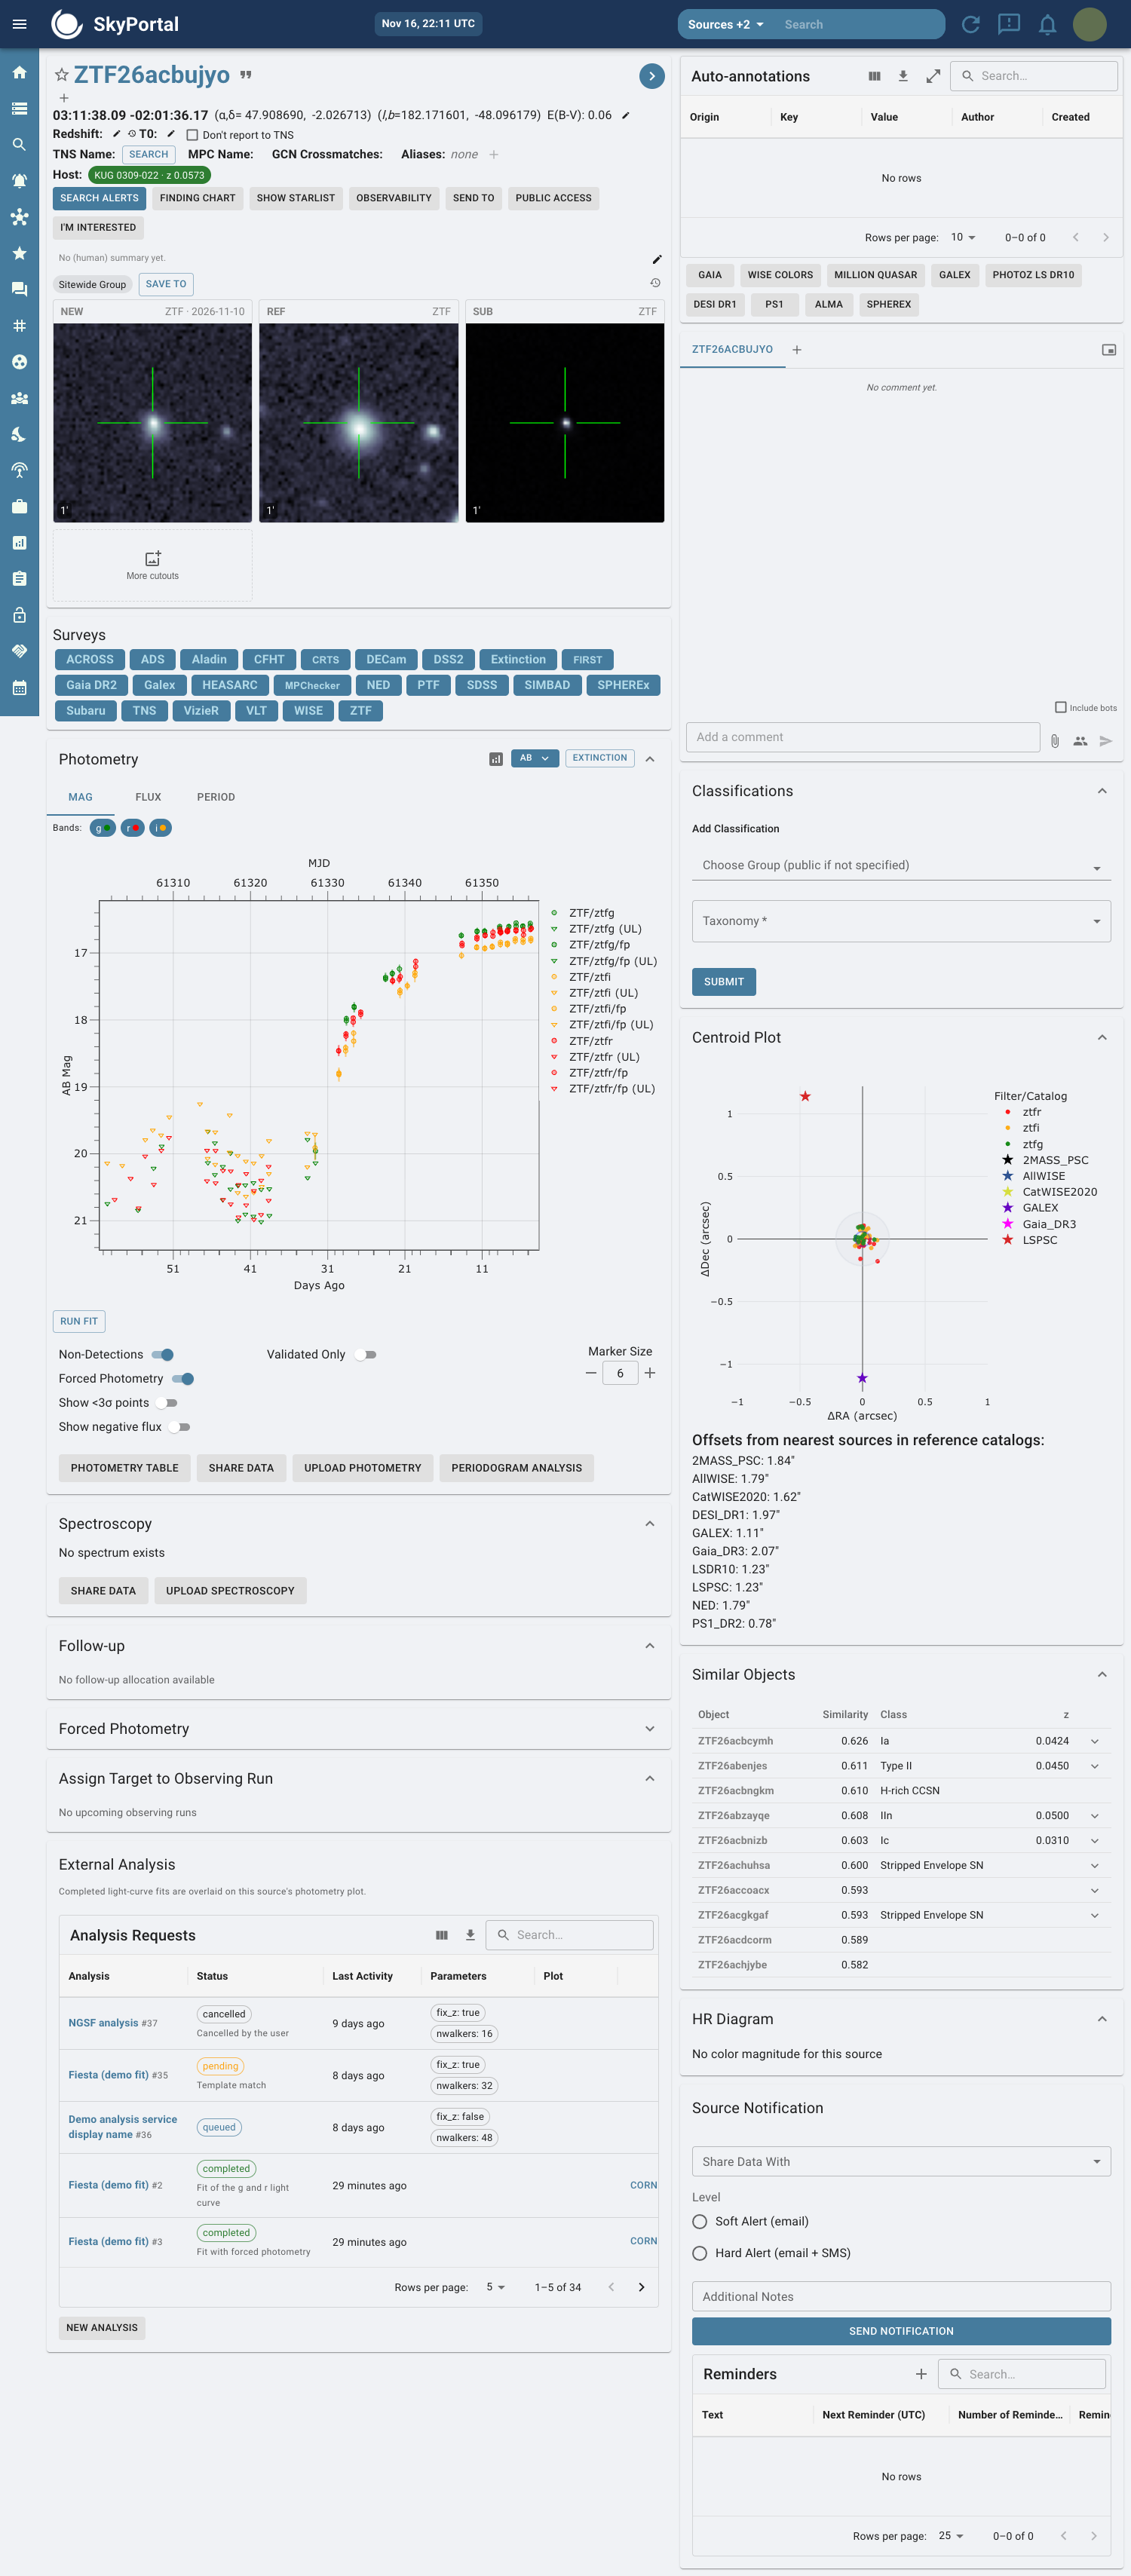 SkyPortal
Nov 16, 22:11 UTC
Sources +2
Search
ZTF26acbujyo
03:11:38.09 -02:01:36.17 (α,δ= 47.908690, -2.026713) (l,b=182.171601, -48.096179) E(B-V): 0.06
Redshift: T0: Don't report to TNS
TNS Name: SEARCH MPC Name: GCN Crossmatches: Aliases: none
Host: KUG 0309-022 · z 0.0573
SEARCH ALERTS FINDING CHART SHOW STARLIST OBSERVABILITY SEND TO PUBLIC ACCESS
I'M INTERESTED
No (human) summary yet.
Sitewide Group SAVE TO
NEW ZTF · 2026-11-10
REF ZTF
SUB ZTF
1'
1'
1'
More cutouts
Surveys
ACROSS ADS Aladin CFHT CRTS DECam DSS2 Extinction FIRST
Gaia DR2 Galex HEASARC MPChecker NED PTF SDSS SIMBAD SPHEREx
Subaru TNS VizieR VLT WISE ZTF
Photometry
AB EXTINCTION
MAG FLUX PERIOD
Bands: g r i
MJD
61310 61320 61330 61340 61350
17
18
19
20
21
AB Mag
51 41 31 21 11
Days Ago
ZTF/ztfg
ZTF/ztfg (UL)
ZTF/ztfg/fp
ZTF/ztfg/fp (UL)
ZTF/ztfi
ZTF/ztfi (UL)
ZTF/ztfi/fp
ZTF/ztfi/fp (UL)
ZTF/ztfr
ZTF/ztfr (UL)
ZTF/ztfr/fp
ZTF/ztfr/fp (UL)
RUN FIT
Non-Detections Validated Only
Marker Size
6
Forced Photometry
Show <3σ points
Show negative flux
PHOTOMETRY TABLE SHARE DATA UPLOAD PHOTOMETRY PERIODOGRAM ANALYSIS
Spectroscopy
No spectrum exists
SHARE DATA UPLOAD SPECTROSCOPY
Follow-up
No follow-up allocation available
Forced Photometry
Assign Target to Observing Run
No upcoming observing runs
External Analysis
Completed light-curve fits are overlaid on this source's photometry plot.
Analysis Requests
Search...
Analysis Status Last Activity Parameters Plot
NGSF analysis #37 cancelled Cancelled by the user 9 days ago fix_z: true nwalkers: 16
Fiesta (demo fit) #35 pending Template match 8 days ago fix_z: true nwalkers: 32
Demo analysis service display name #36 queued 8 days ago fix_z: false nwalkers: 48
Fiesta (demo fit) #2 completed Fit of the g and r light curve 29 minutes ago CORN
Fiesta (demo fit) #3 completed Fit with forced photometry 29 minutes ago CORN
Rows per page: 5 1–5 of 34
NEW ANALYSIS
Auto-annotations
Search...
Origin Key Value Author Created
No rows
Rows per page: 10 0–0 of 0
GAIA WISE COLORS MILLION QUASAR GALEX PHOTOZ LS DR10
DESI DR1 PS1 ALMA SPHEREX
ZTF26ACBUJYO
No comment yet.
Include bots
Add a comment
Classifications
Add Classification
Choose Group (public if not specified)
Taxonomy *
SUBMIT
Centroid Plot
1
0.5
0
−0.5
−1
ΔDec (arcsec)
−1 −0.5 0 0.5 1
ΔRA (arcsec)
Filter/Catalog
ztfr
ztfi
ztfg
2MASS_PSC
AllWISE
CatWISE2020
GALEX
Gaia_DR3
LSPSC
Offsets from nearest sources in reference catalogs:
2MASS_PSC: 1.84"
AllWISE: 1.79"
CatWISE2020: 1.62"
DESI_DR1: 1.97"
GALEX: 1.11"
Gaia_DR3: 2.07"
LSDR10: 1.23"
LSPSC: 1.23"
NED: 1.79"
PS1_DR2: 0.78"
Similar Objects
Object Similarity Class z
ZTF26acbcymh 0.626 Ia 0.0424
ZTF26abenjes 0.611 Type II 0.0450
ZTF26acbngkm 0.610 H-rich CCSN
ZTF26abzayqe 0.608 IIn 0.0500
ZTF26acbnizb 0.603 Ic 0.0310
ZTF26achuhsa 0.600 Stripped Envelope SN
ZTF26accoacx 0.593
ZTF26acgkgaf 0.593 Stripped Envelope SN
ZTF26acdcorm 0.589
ZTF26achjybe 0.582
HR Diagram
No color magnitude for this source
Source Notification
Share Data With
Level
Soft Alert (email)
Hard Alert (email + SMS)
Additional Notes
SEND NOTIFICATION
Reminders
Search...
Text Next Reminder (UTC) Number of Reminde... Remin
No rows
Rows per page: 25 0–0 of 0